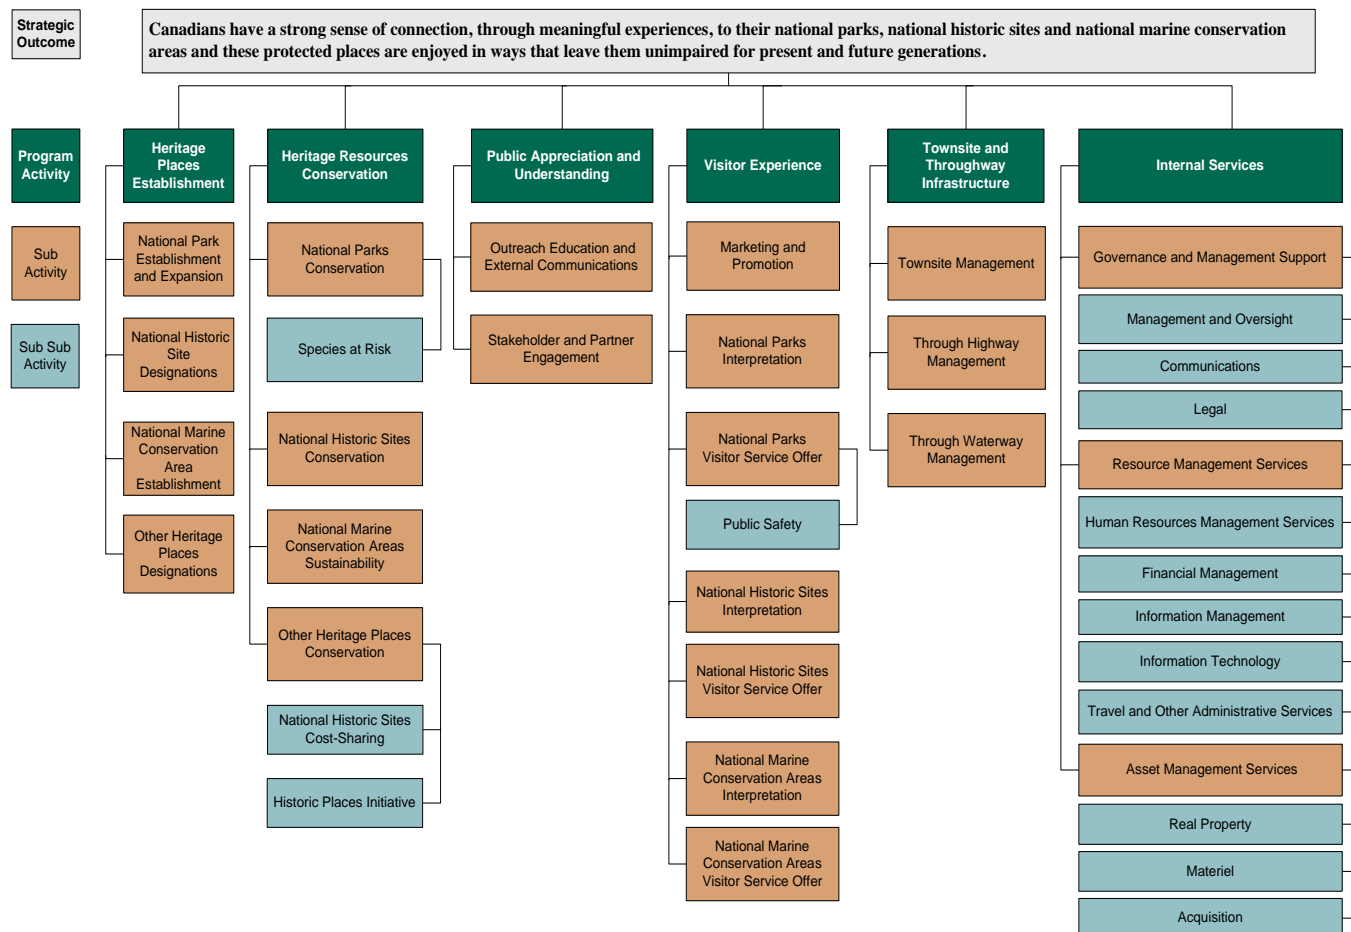 Strategic
Outcome
Canadians have a strong sense of connection, through meaningful experiences, to their national parks, national historic sites and national marine conservation
areas and these protected places are enjoyed in ways that leave them unimpaired for present and future generations.
Program
Activity
Sub
Activity
Sub Sub
Activity
Heritage
Places
Establishment
National Park
Establishment
and Expansion
National Historic
Site
Designations
National Marine
Conservation
Area
Establishment
Other Heritage
Places
Designations
Heritage Resources
Conservation
National Parks
Conservation
Species at Risk
National Historic Sites
Conservation
National Marine
Conservation Areas
Sustainability
Other Heritage Places
Conservation
National Historic Sites
Cost-Sharing
Historic Places Initiative
Public Appreciation and
Understanding
Outreach Education and
External Communications
Stakeholder and Partner
Engagement
Visitor Experience
Marketing and
Promotion
National Parks
Interpretation
National Parks
Visitor Service Offer
Public Safety
National Historic Sites
Interpretation
National Historic Sites
Visitor Service Offer
National Marine
Conservation Areas
Interpretation
National Marine
Conservation Areas
Visitor Service Offer
Townsite and
Throughway
Infrastructure
Townsite Management
Through Highway
Management
Through Waterway
Management
Internal Services
Governance and Management Support
Management and Oversight
Communications
Legal
Resource Management Services
Human Resources Management Services
Financial Management
Information Management
Information Technology
Travel and Other Administrative Services
Asset Management Services
Real Property
Materiel
Acquisition